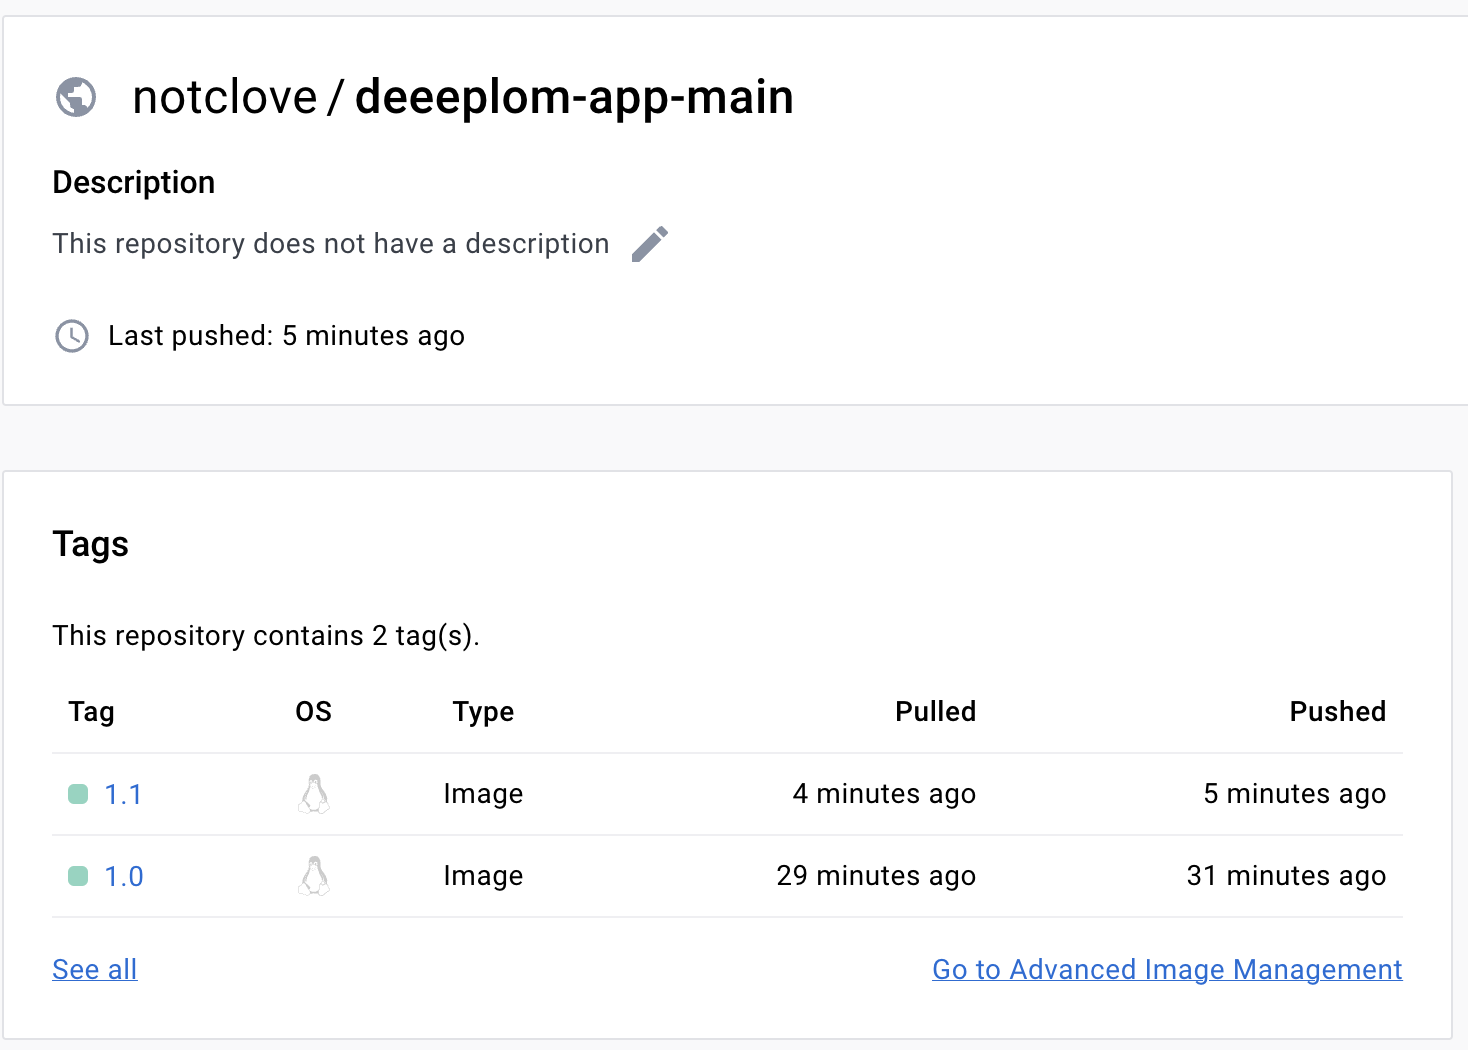 notclove / deeeplom-app-main
Description
This repository does not have a description
Last pushed: 5 minutes ago
Tags
This repository contains 2 tag(s).
Tag OS Type Pulled Pushed
1.1 Image 4 minutes ago 5 minutes ago
1.0 Image 29 minutes ago 31 minutes ago
See all Go to Advanced Image Management